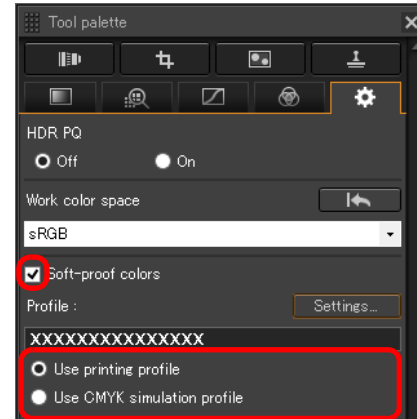 Tool palette
HDR PQ
Off On
Work color space
sRGB
Soft-proof colors
Profile : Settings...
XXXXXXXXXXXXXXX
Use printing profile
Use CMYK simulation profile